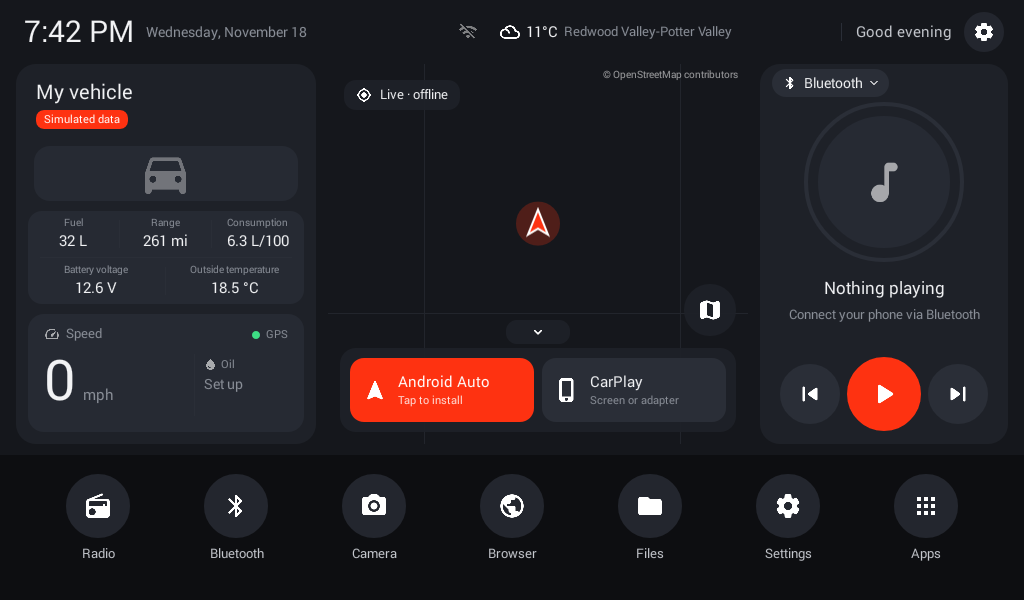 7:42 PM
Wednesday, November 18
11°C
Redwood Valley-Potter Valley
Good evening
My vehicle
Simulated data
Fuel
32 L
Range
261 mi
Consumption
6.3 L/100
Battery voltage
12.6 V
Outside temperature
18.5 °C
Speed
GPS
0 mph
Oil
Set up
© OpenStreetMap contributors
Live · offline
Android Auto
Tap to install
CarPlay
Screen or adapter
Bluetooth
Nothing playing
Connect your phone via Bluetooth
Radio
Bluetooth
Camera
Browser
Files
Settings
Apps